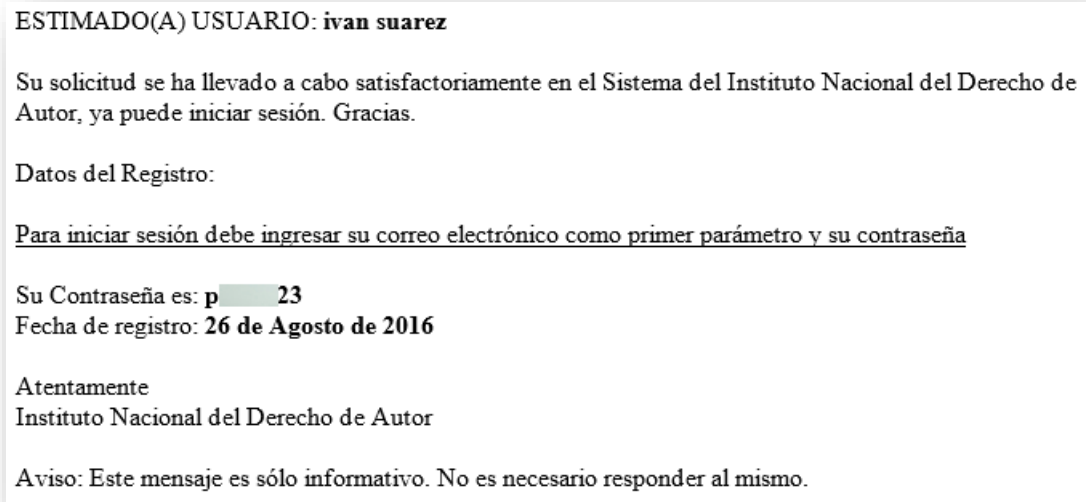 ESTIMADO(A) USUARIO: ivan suarez
Su solicitud se ha llevado a cabo satisfactoriamente en el Sistema del Instituto Nacional del Derecho de
Autor, ya puede iniciar sesión. Gracias.
Datos del Registro:
Para iniciar sesión debe ingresar su correo electrónico como primer parámetro y su contraseña
Su Contraseña es: p 23
Fecha de registro: 26 de Agosto de 2016
Atentamente
Instituto Nacional del Derecho de Autor
Aviso: Este mensaje es sólo informativo. No es necesario responder al mismo.